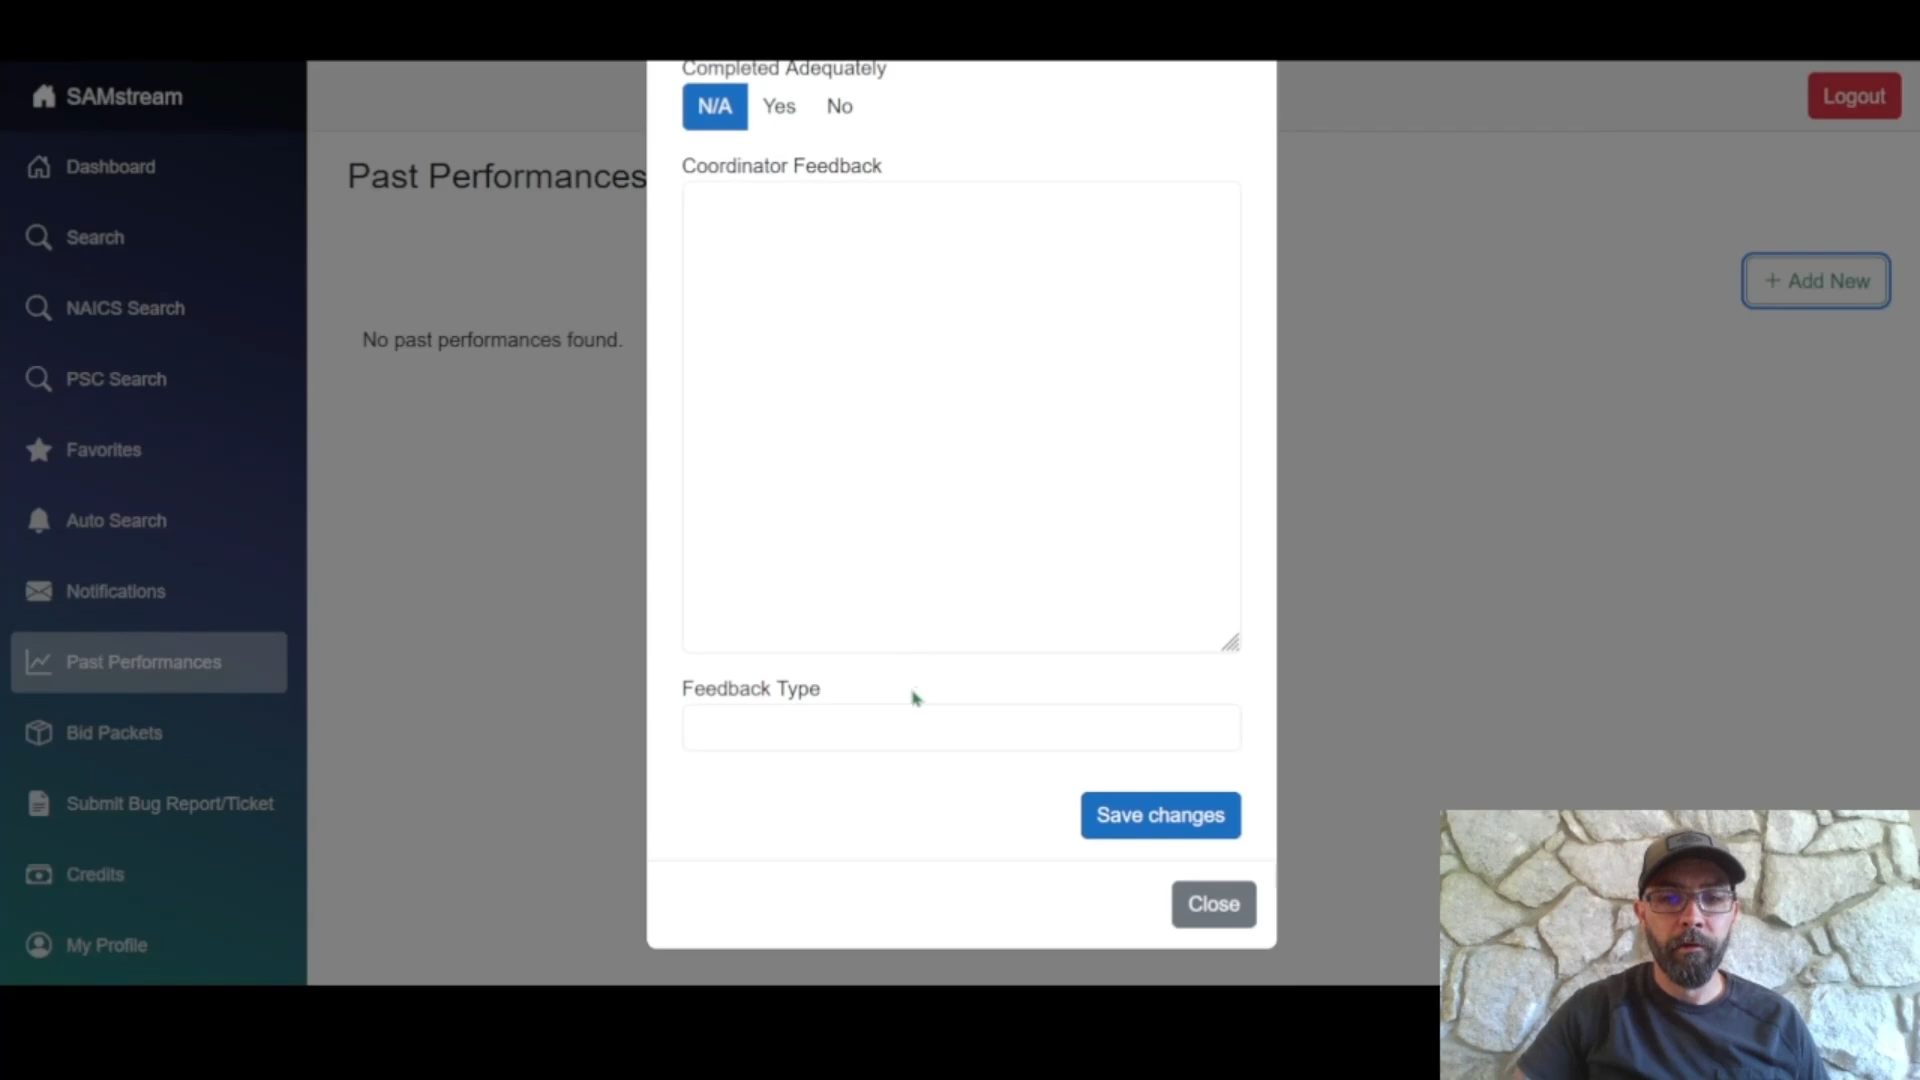 SAMstream
Dashboard
Search
NAICS Search
PSC Search
Favorites
Auto Search
Notifications
Past Performances
Bid Packets
Submit Bug Report/Ticket
Credits
My Profile
Logout
Past Performances
+ Add New
No past performances found.
Completed Adequately
N/A Yes No
Coordinator Feedback
Feedback Type
Save changes
Close